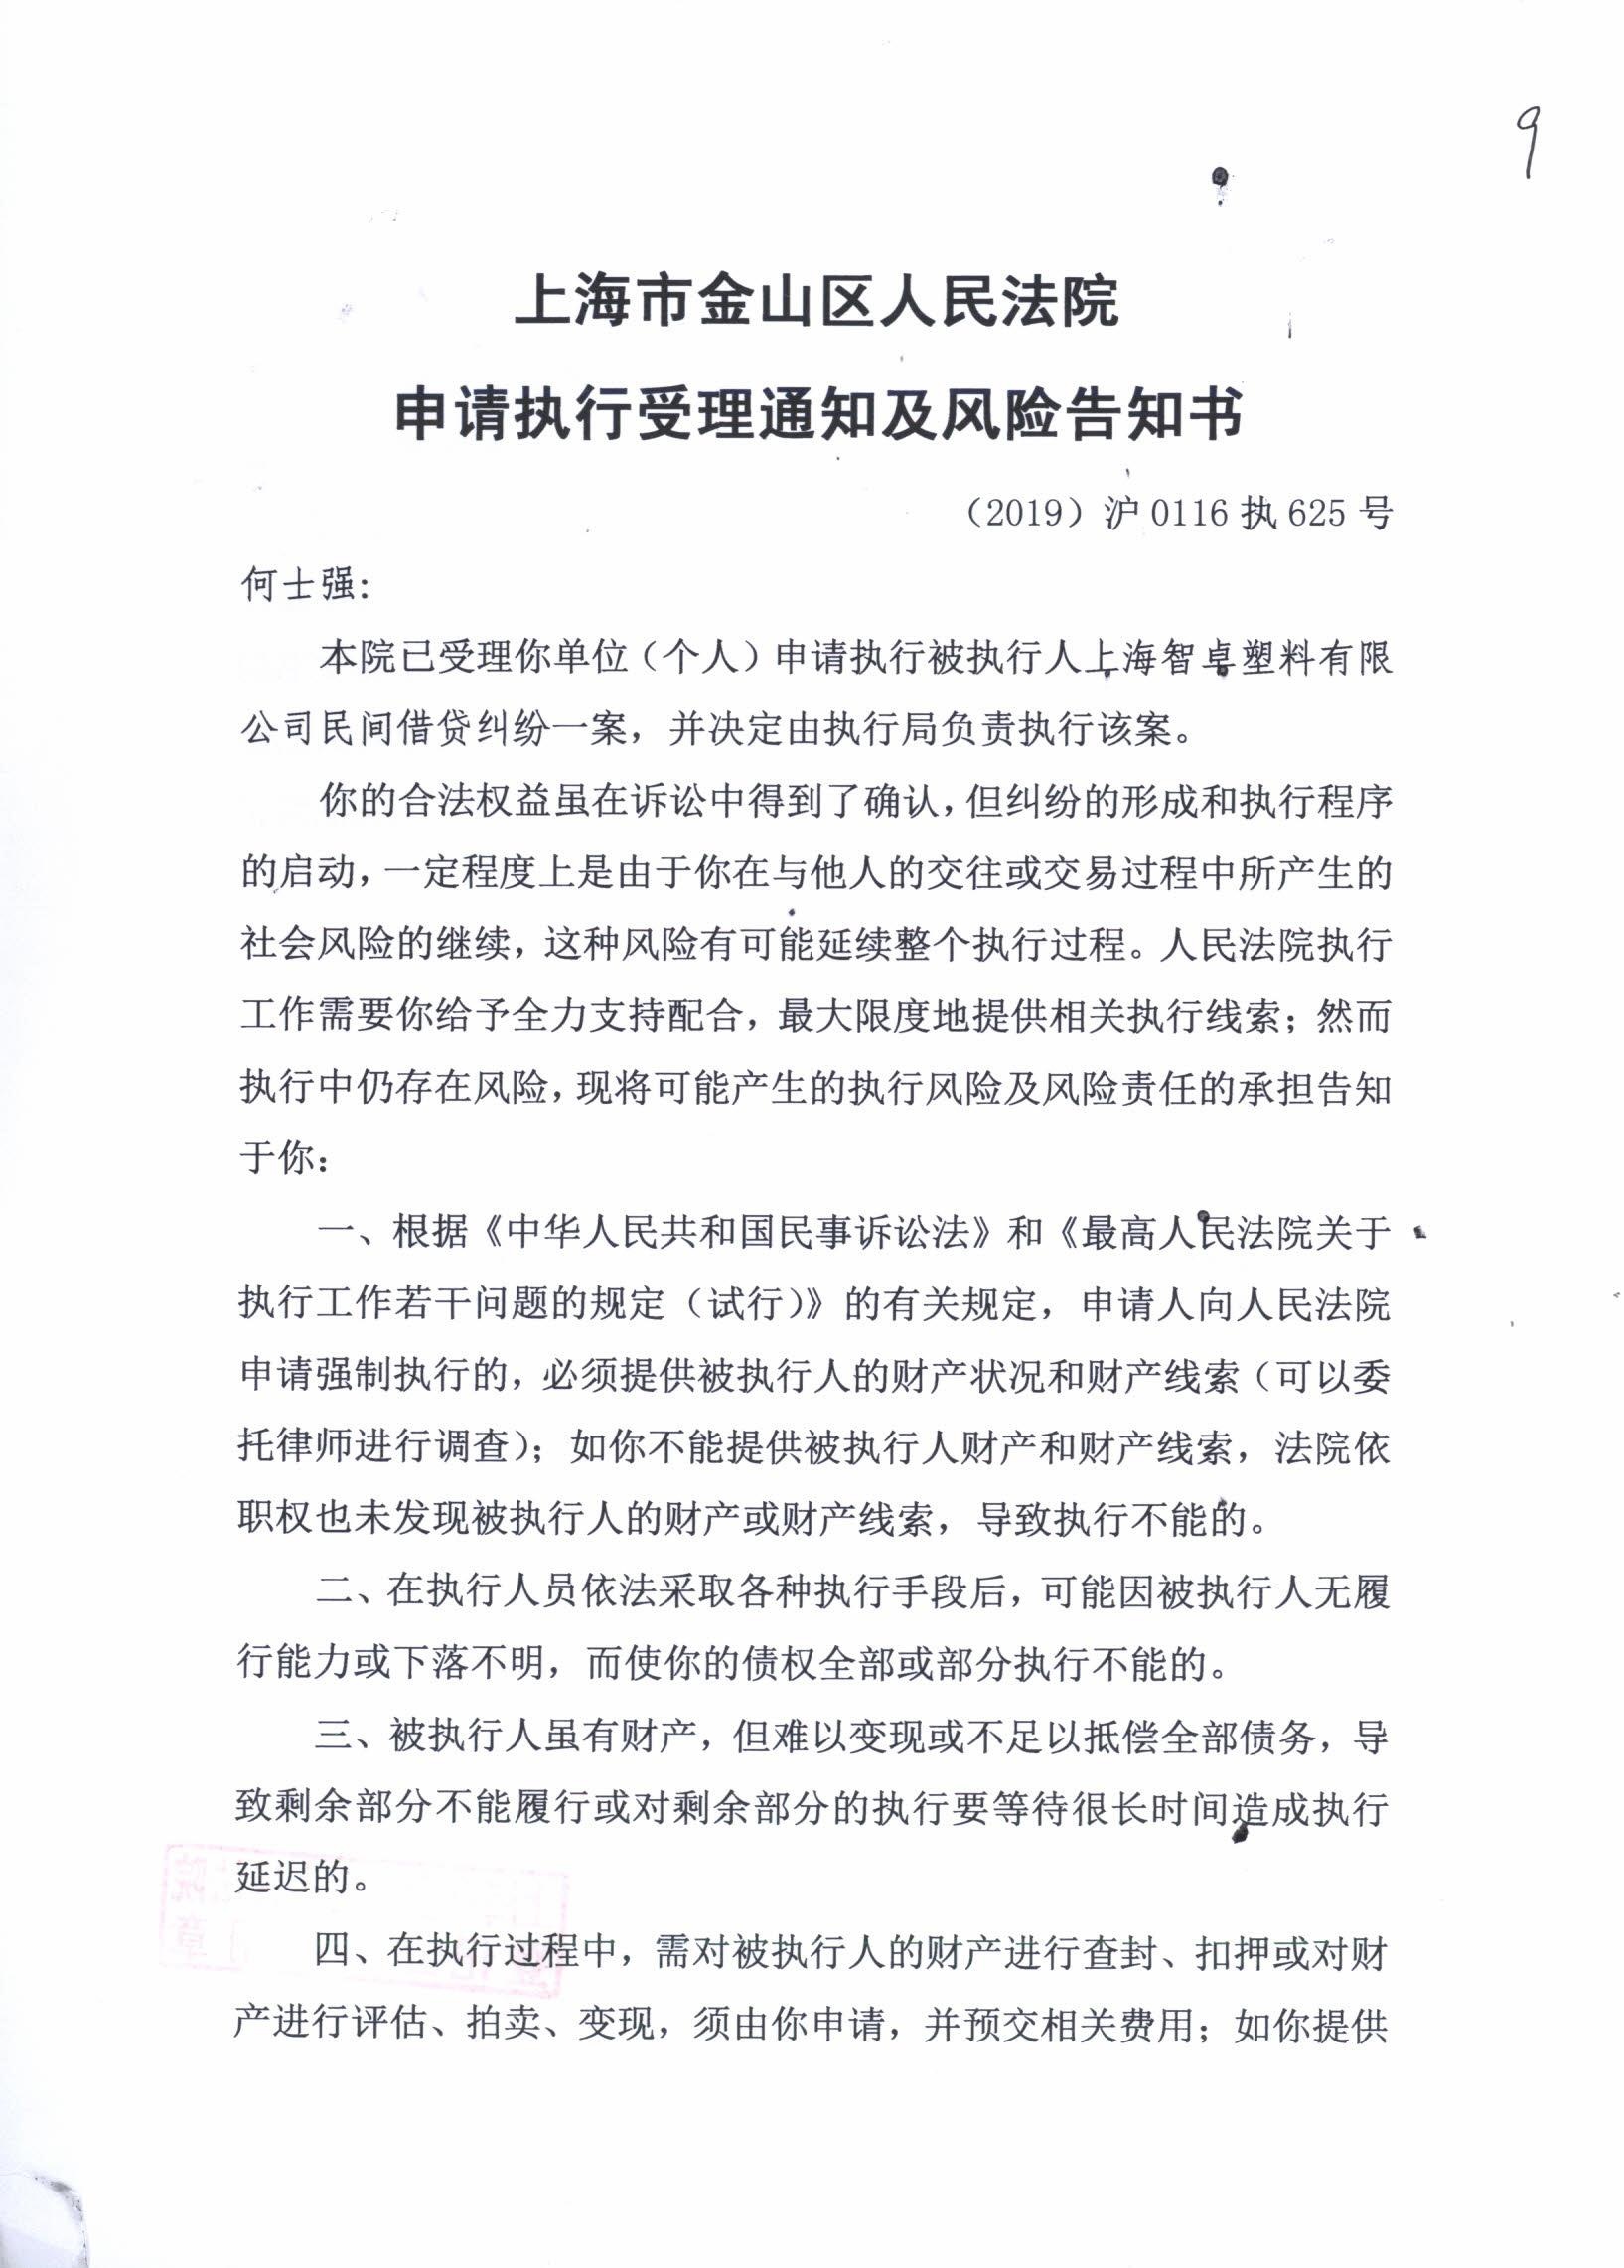 9
上海市金山区人民法院
申请执行受理通知及风险告知书
（2019）沪 0116 执 625 号
何士强：
本院已受理你单位（个人）申请执行被执行人上海智卓塑料有限
公司民间借贷纠纷一案，并决定由执行局负责执行该案。
你的合法权益虽在诉讼中得到了确认，但纠纷的形成和执行程序
的启动，一定程度上是由于你在与他人的交往或交易过程中所产生的
社会风险的继续，这种风险有可能延续整个执行过程。人民法院执行
工作需要你给予全力支持配合，最大限度地提供相关执行线索；然而
执行中仍存在风险，现将可能产生的执行风险及风险责任的承担告知
于你：
一、根据《中华人民共和国民事诉讼法》和《最高人民法院关于
执行工作若干问题的规定（试行）》的有关规定，申请人向人民法院
申请强制执行的，必须提供被执行人的财产状况和财产线索（可以委
托律师进行调查）；如你不能提供被执行人财产和财产线索，法院依
职权也未发现被执行人的财产或财产线索，导致执行不能的。
二、在执行人员依法采取各种执行手段后，可能因被执行人无履
行能力或下落不明，而使你的债权全部或部分执行不能的。
三、被执行人虽有财产，但难以变现或不足以抵偿全部债务，导
致剩余部分不能履行或对剩余部分的执行要等待很长时间造成执行
延迟的。
四、在执行过程中，需对被执行人的财产进行查封、扣押或对财
产进行评估、拍卖、变现，须由你申请，并预交相关费用；如你提供